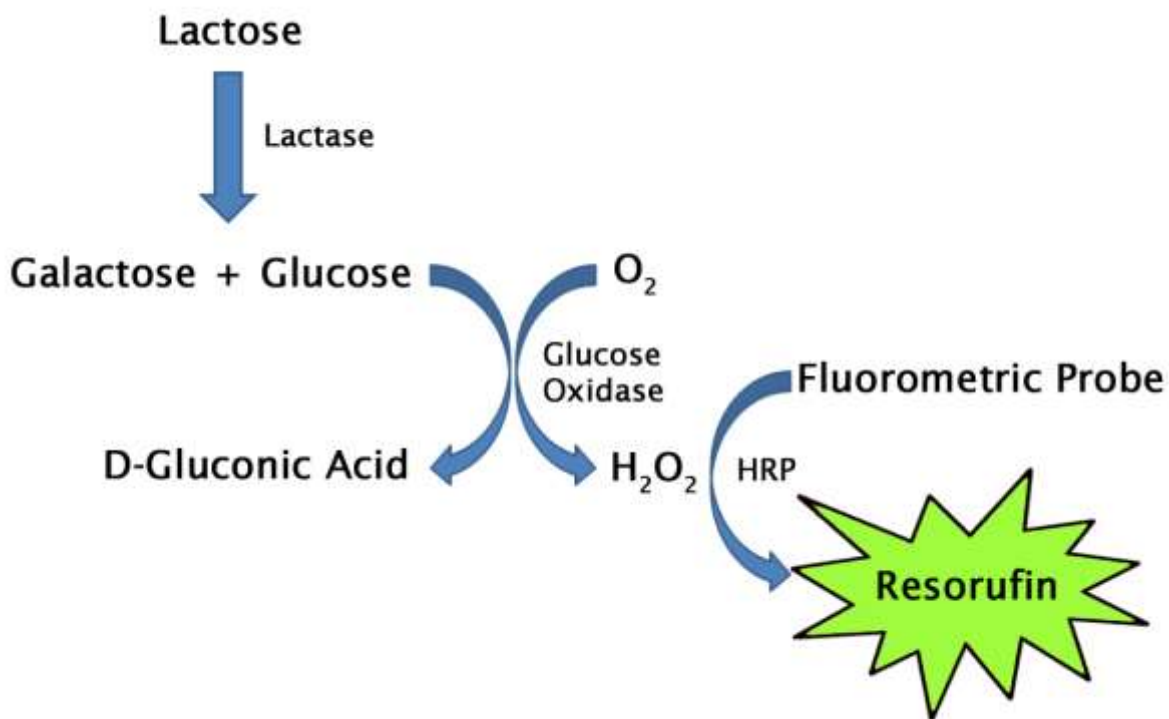 Lactose
Lactase
Galactose + Glucose
O₂
Glucose
Oxidase
Fluorometric Probe
D-Gluconic Acid
H₂O₂
HRP
Resorufin